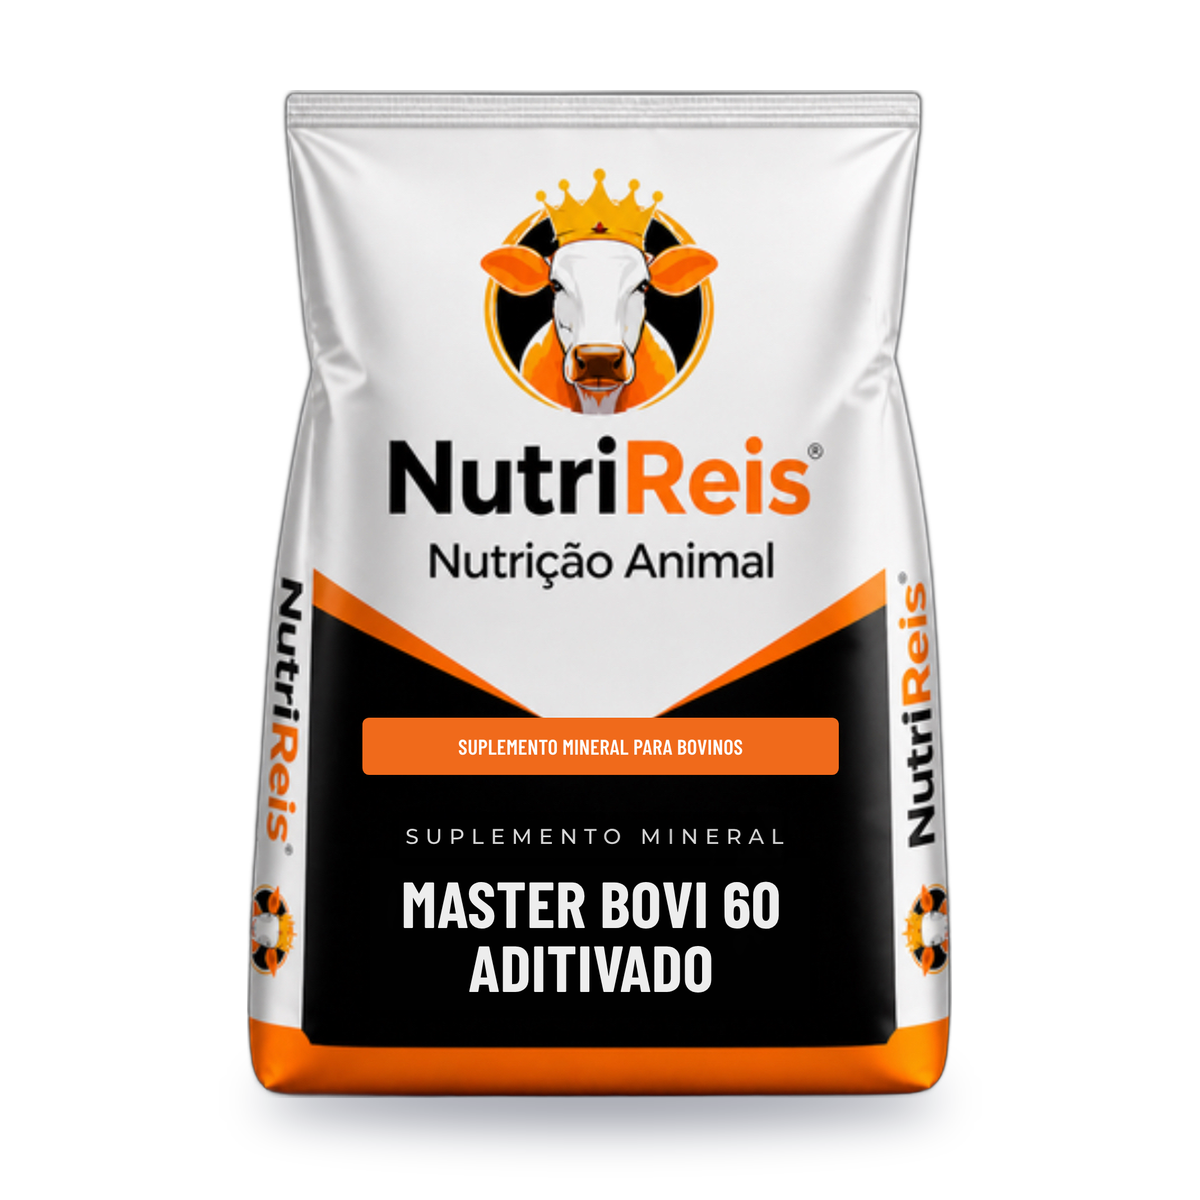 NutriReis®
Nutrição Animal
NutriReis®
NutriReis®
SUPLEMENTO MINERAL PARA BOVINOS
SUPLEMENTO MINERAL
MASTER BOVI 60
ADITIVADO